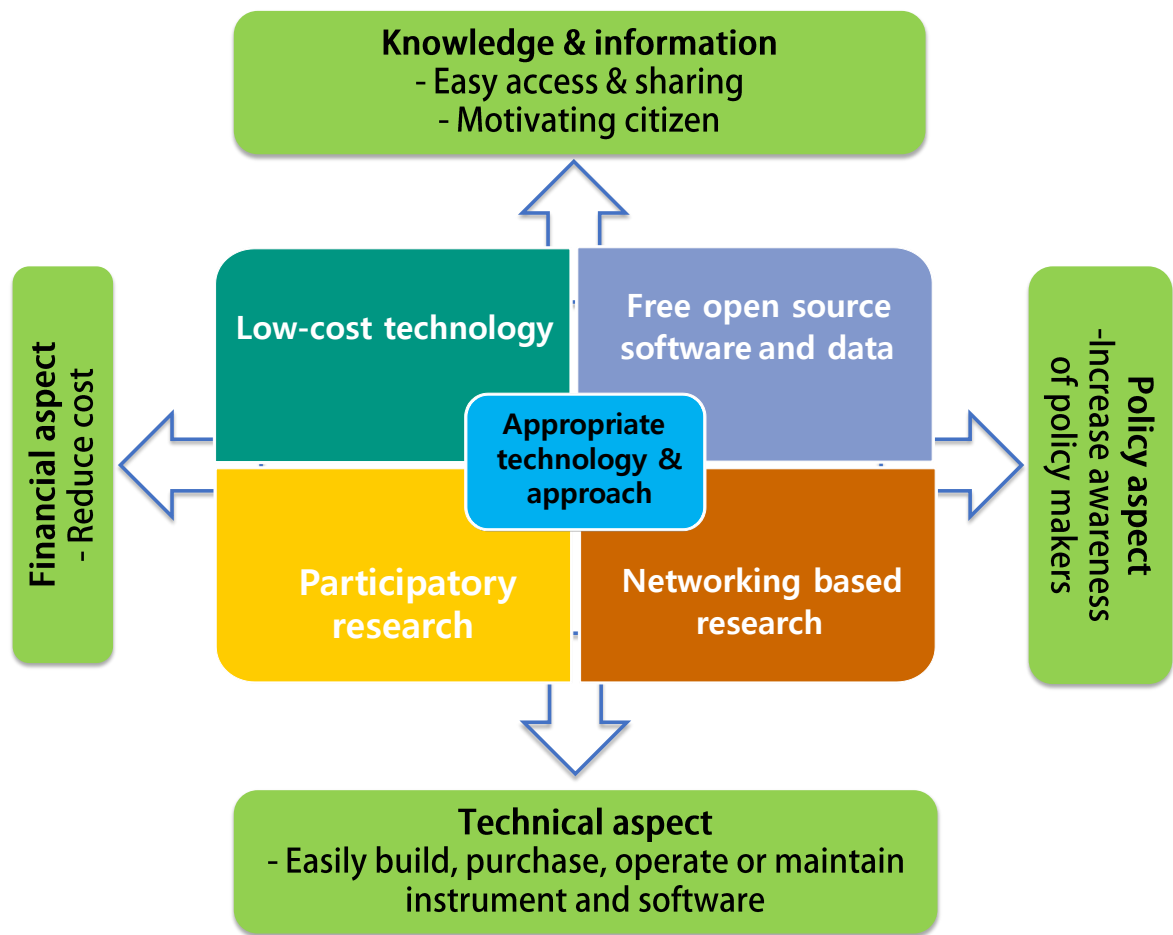 Knowledge & information
- Easy access & sharing
- Motivating citizen
Low-cost technology
Free open source
software and data
Financial aspect
- Reduce cost
Appropriate
technology &
approach
Policy aspect
-Increase awareness
of policy makers
Participatory
research
Networking based
research
Technical aspect
- Easily build, purchase, operate or maintain
instrument and software